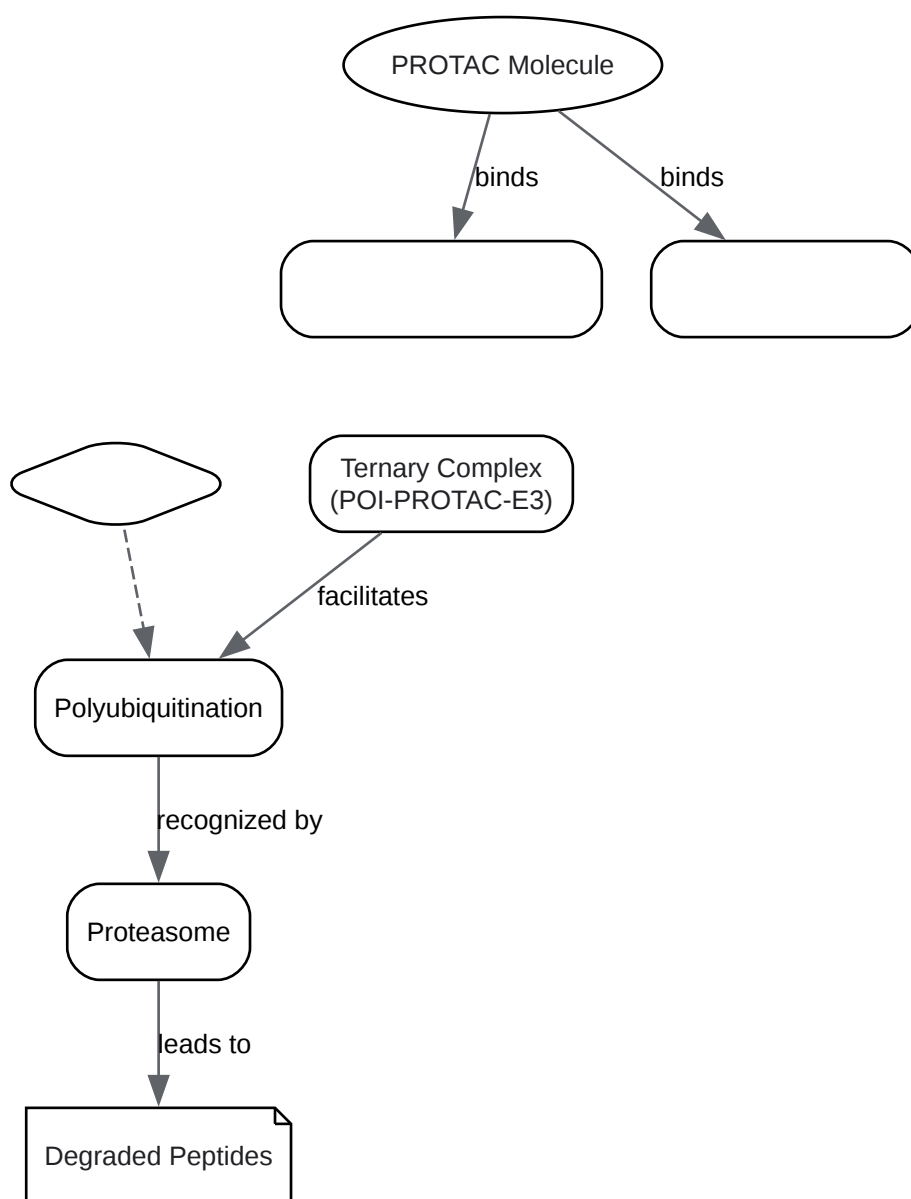 PROTAC Molecule
binds
binds
Ternary Complex
(POI-PROTAC-E3)
facilitates
Polyubiquitination
recognized by
Proteasome
leads to
Degraded Peptides